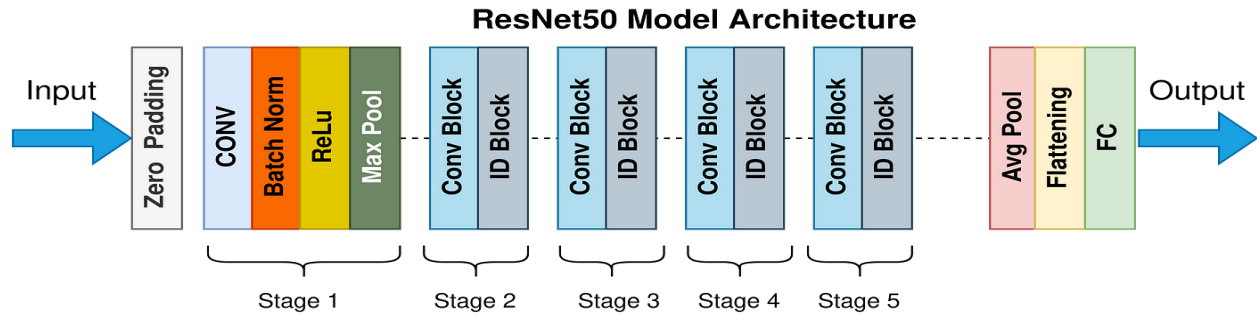 ResNet50 Model Architecture
Input
Zero Padding
CONV
Batch Norm
ReLu
Max Pool
Conv Block
ID Block
Conv Block
ID Block
Conv Block
ID Block
Conv Block
ID Block
Avg Pool
Flattening
FC
Output
Stage 1
Stage 2
Stage 3
Stage 4
Stage 5